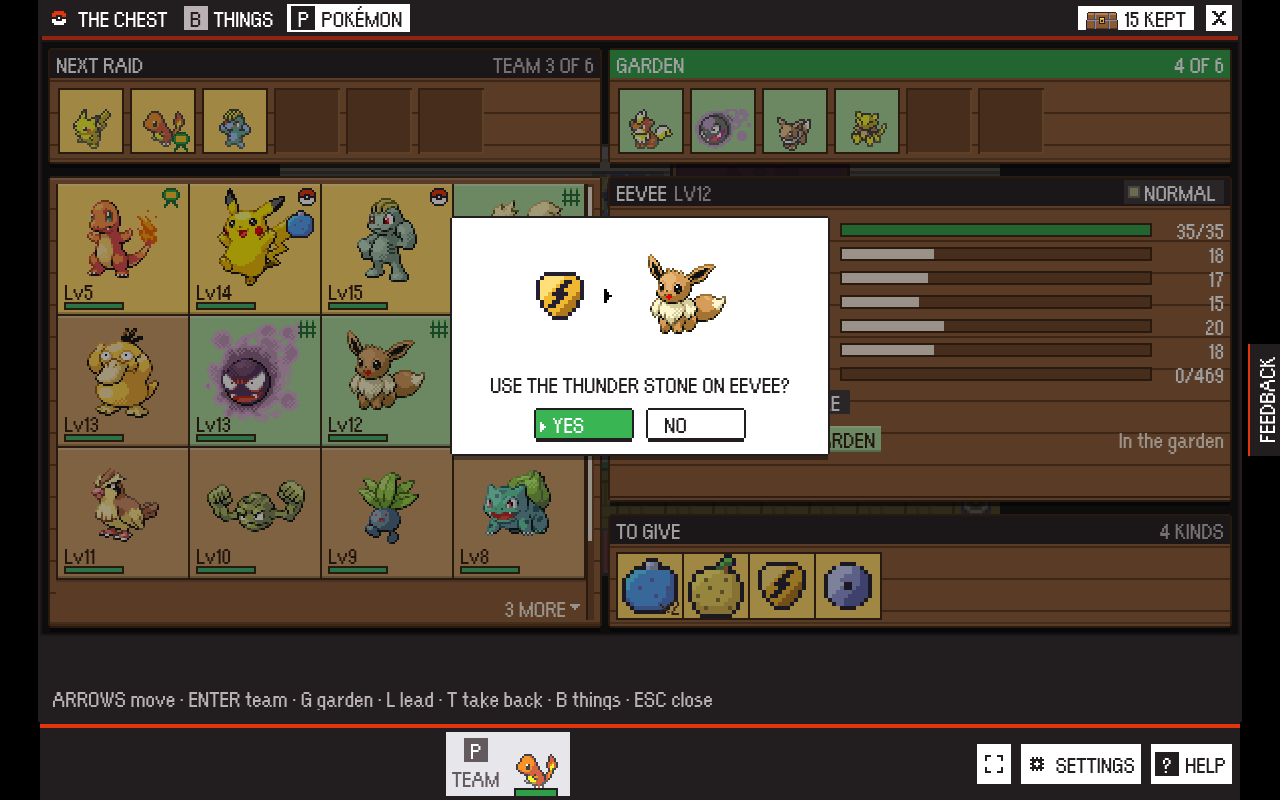 THE CHEST B THINGS P POKÉMON 15 KEPT X
NEXT RAID TEAM 3 OF 6
GARDEN 4 OF 6
EEVEE LV12 NORMAL
Lv5 Lv14 Lv15
35/35
18
17
15
20
18
0/469
USE THE THUNDER STONE ON EEVEE?
YES NO
Lv13 Lv13 Lv12
E
RDEN In the garden
Lv11 Lv10 Lv9 Lv8
3 MORE
TO GIVE 4 KINDS
×2
FEEDBACK
ARROWS move · ENTER team · G garden · L lead · T take back · B things · ESC close
P
TEAM
SETTINGS ? HELP